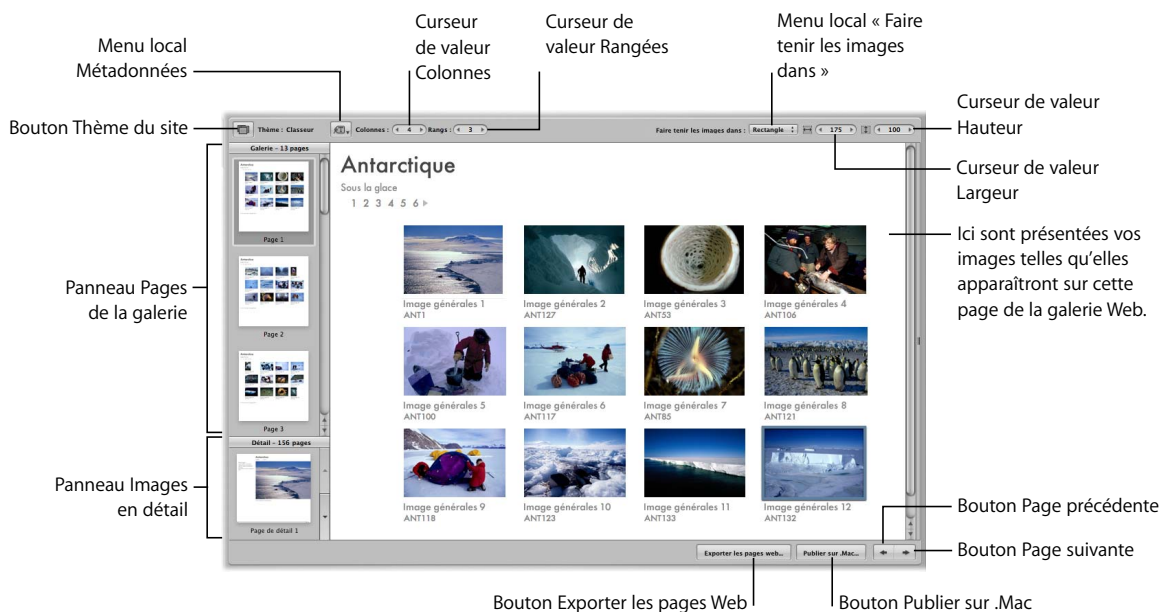 Menu local
Métadonnées
Curseur
de valeur
Colonnes
Curseur de
valeur Rangées
Menu local « Faire
tenir les images
dans »
Bouton Thème du site
Curseur de valeur
Hauteur
Curseur de valeur
Largeur
Ici sont présentées vos
images telles qu’elles
apparaîtront sur cette
page de la galerie Web.
Panneau Pages
de la galerie
Panneau Images
en détail
Bouton Page précédente
Bouton Page suivante
Bouton Exporter les pages Web
Bouton Publier sur .Mac
Thème : Classeur
Colonnes : 4 Rangs : 3
Faire tenir les images dans : Rectangle 175 100
Galerie – 13 pages
Page 1
Page 2
Page 3
Détail – 156 pages
Page de détail 1
Antarctique
Sous la glace
1 2 3 4 5 6
Image générales 1
ANT1
Image générales 2
ANT127
Image générales 3
ANT53
Image générales 4
ANT106
Image générales 5
ANT100
Image générales 6
ANT117
Image générales 7
ANT85
Image générales 8
ANT121
Image générales 9
ANT118
Image générales 10
ANT123
Image générales 11
ANT133
Image générales 12
ANT132
Exporter les pages web...
Publier sur .Mac...